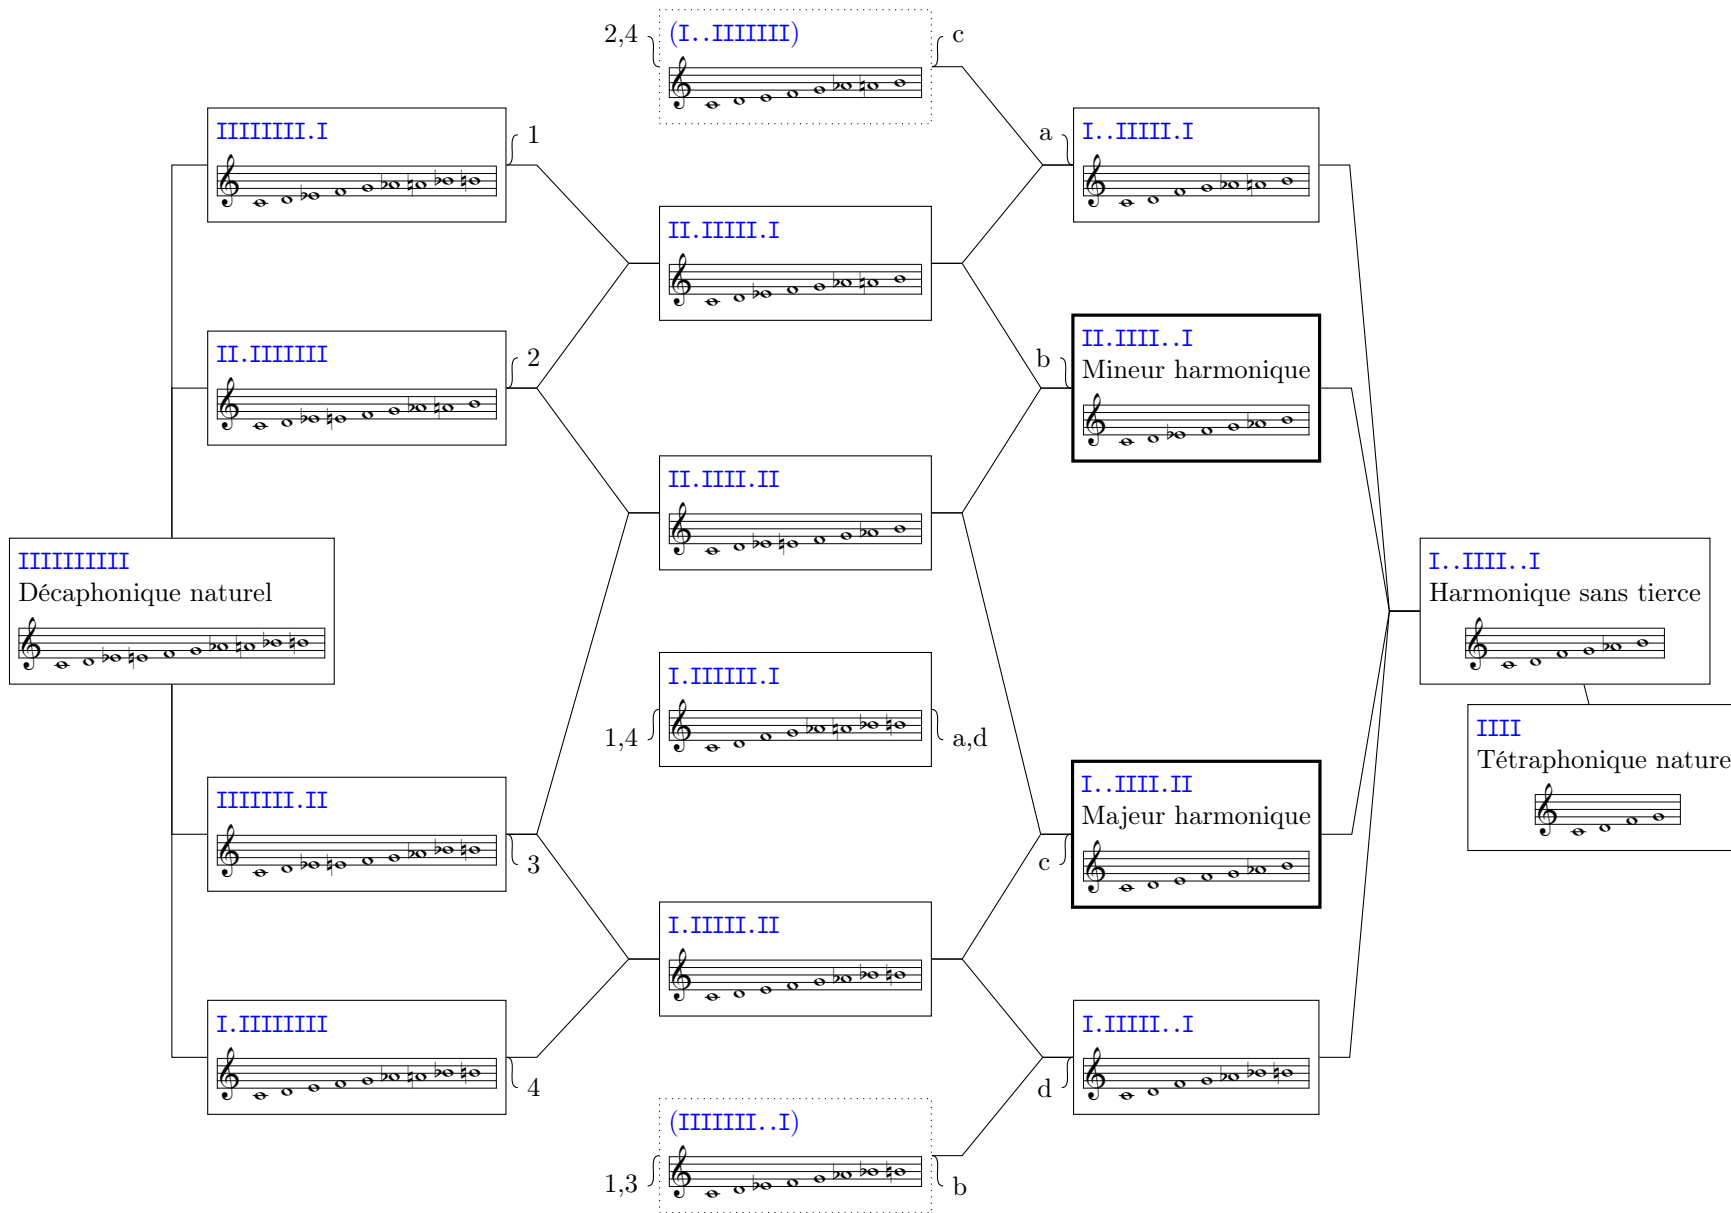 2,4
(I..IIIIIII)
c
IIIIIIII.I
1
a
I..IIIII.I
II.IIIII.I
II.IIIIIII
2
b
II.IIII..I
Mineur harmonique
II.IIII.II
IIIIIIIIII
Décaphonique naturel
I..IIII..I
Harmonique sans tierce
I.IIIIII.I
1,4
a,d
IIII
Tétraphonique nature
IIIIIII.II
3
I..IIII.II
Majeur harmonique
c
I.IIIII.II
I.IIIIIIII
4
I.IIIII..I
d
(IIIIIII..I)
1,3
b